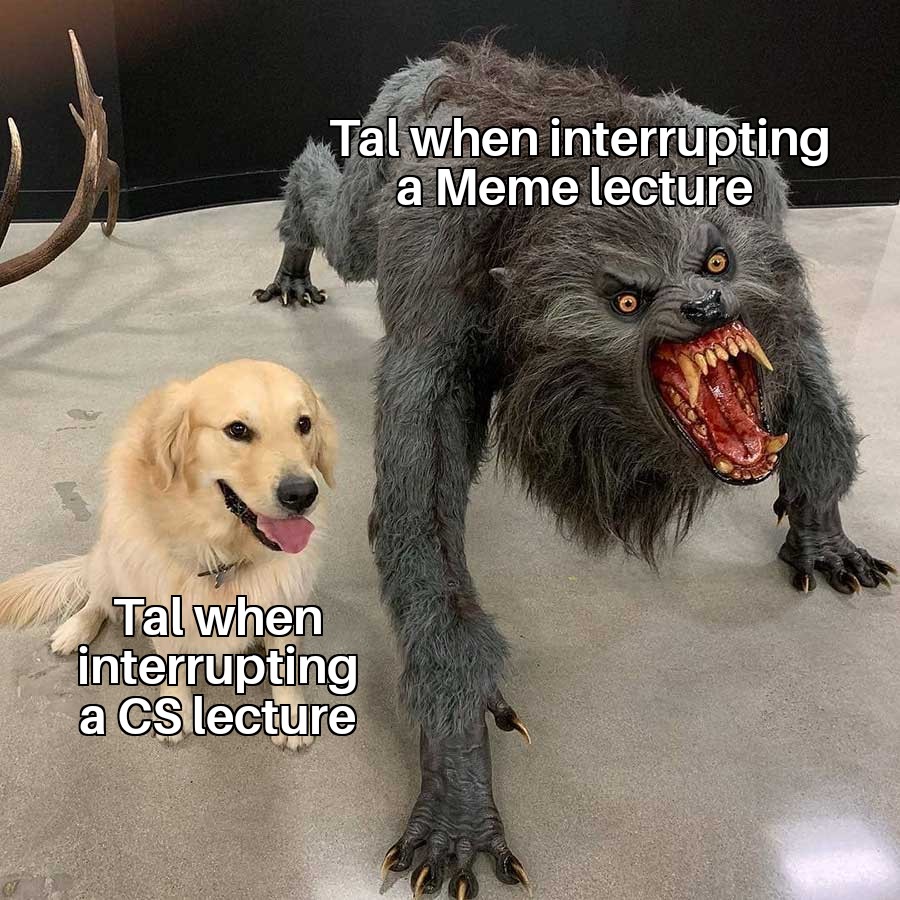 Tal when interrupting
a Meme lecture
Tal when
interrupting
a CS lecture